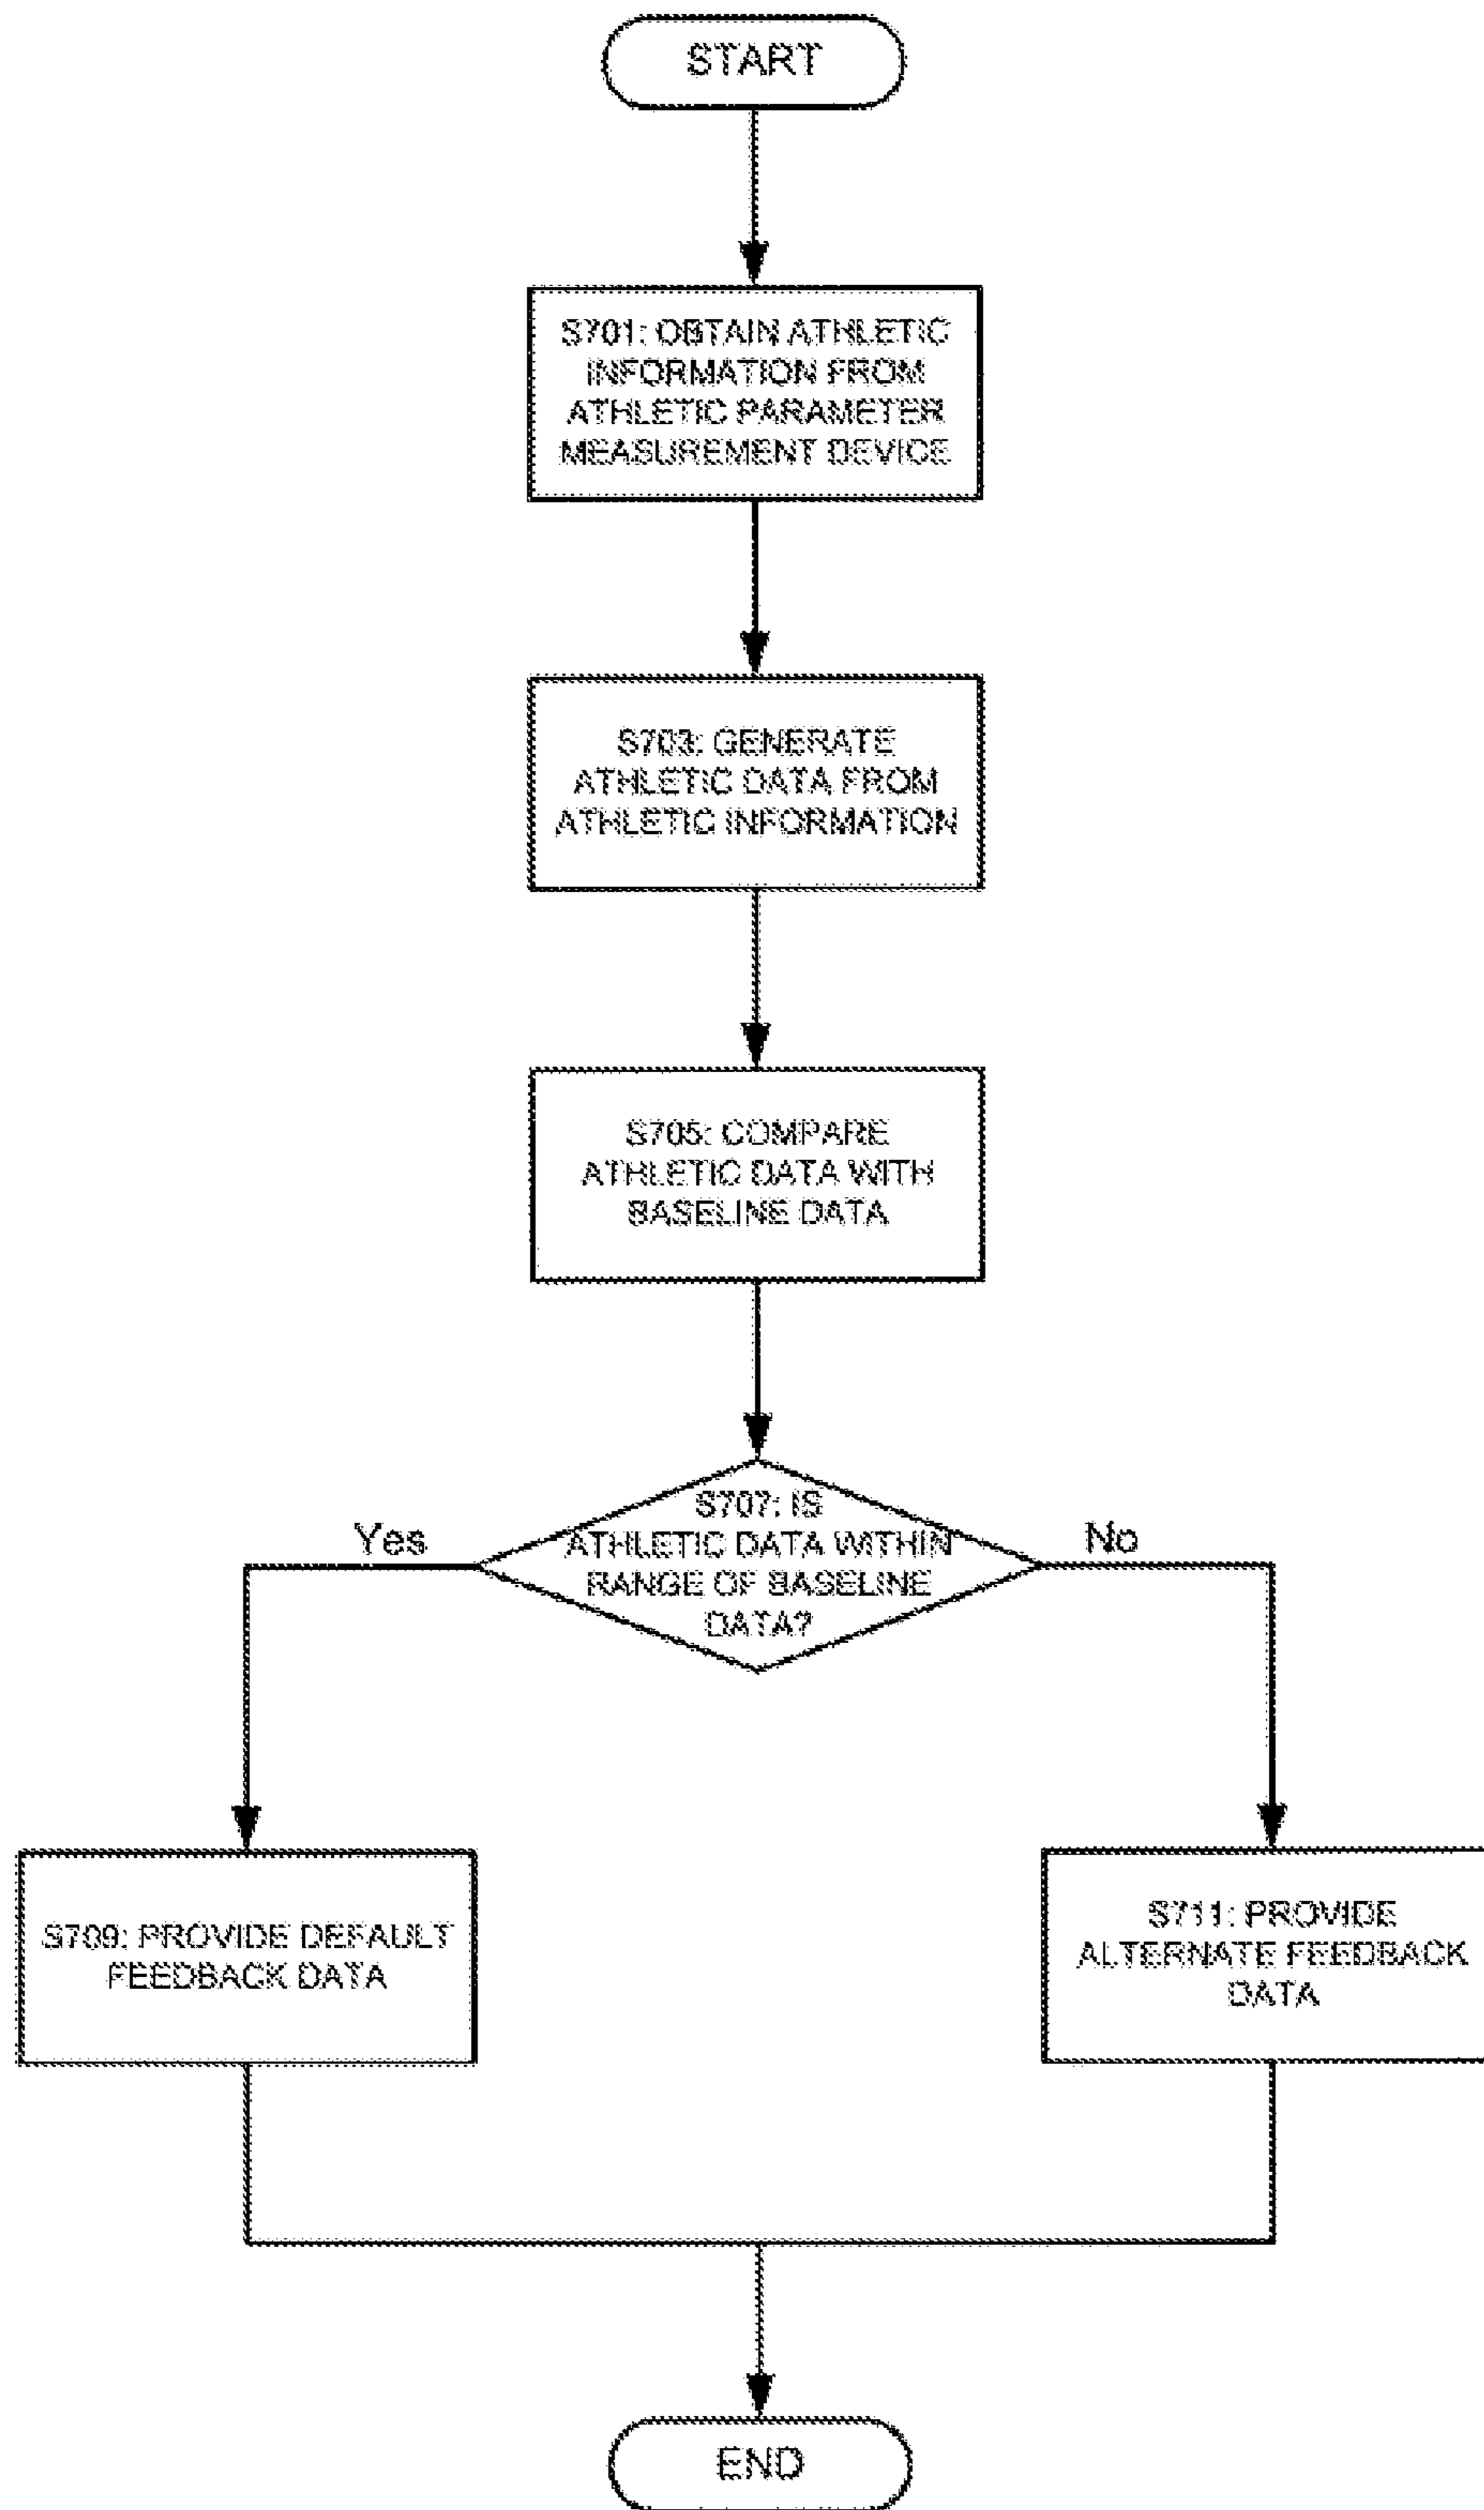 START
S701: OBTAIN ATHLETIC
INFORMATION FROM
ATHLETIC PARAMETER
MEASUREMENT DEVICE
S703: GENERATE
ATHLETIC DATA FROM
ATHLETIC INFORMATION
S705: COMPARE
ATHLETIC DATA WITH
BASELINE DATA
S707: IS
ATHLETIC DATA WITHIN
RANGE OF BASELINE
DATA?
Yes
No
S709: PROVIDE DEFAULT
FEEDBACK DATA
S711: PROVIDE
ALTERNATE FEEDBACK
DATA
END